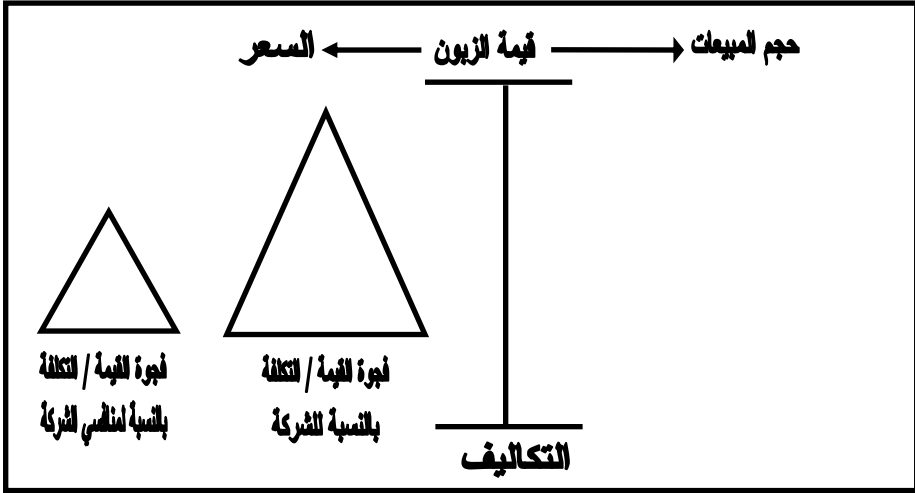 حجم المبيعات
قيمة الزبون
السعر
فجوة القيمة / التكلفة
بالنسبة للشركة
فجوة القيمة / التكلفة
بالنسبة لمنافسي الشركة
التكاليف